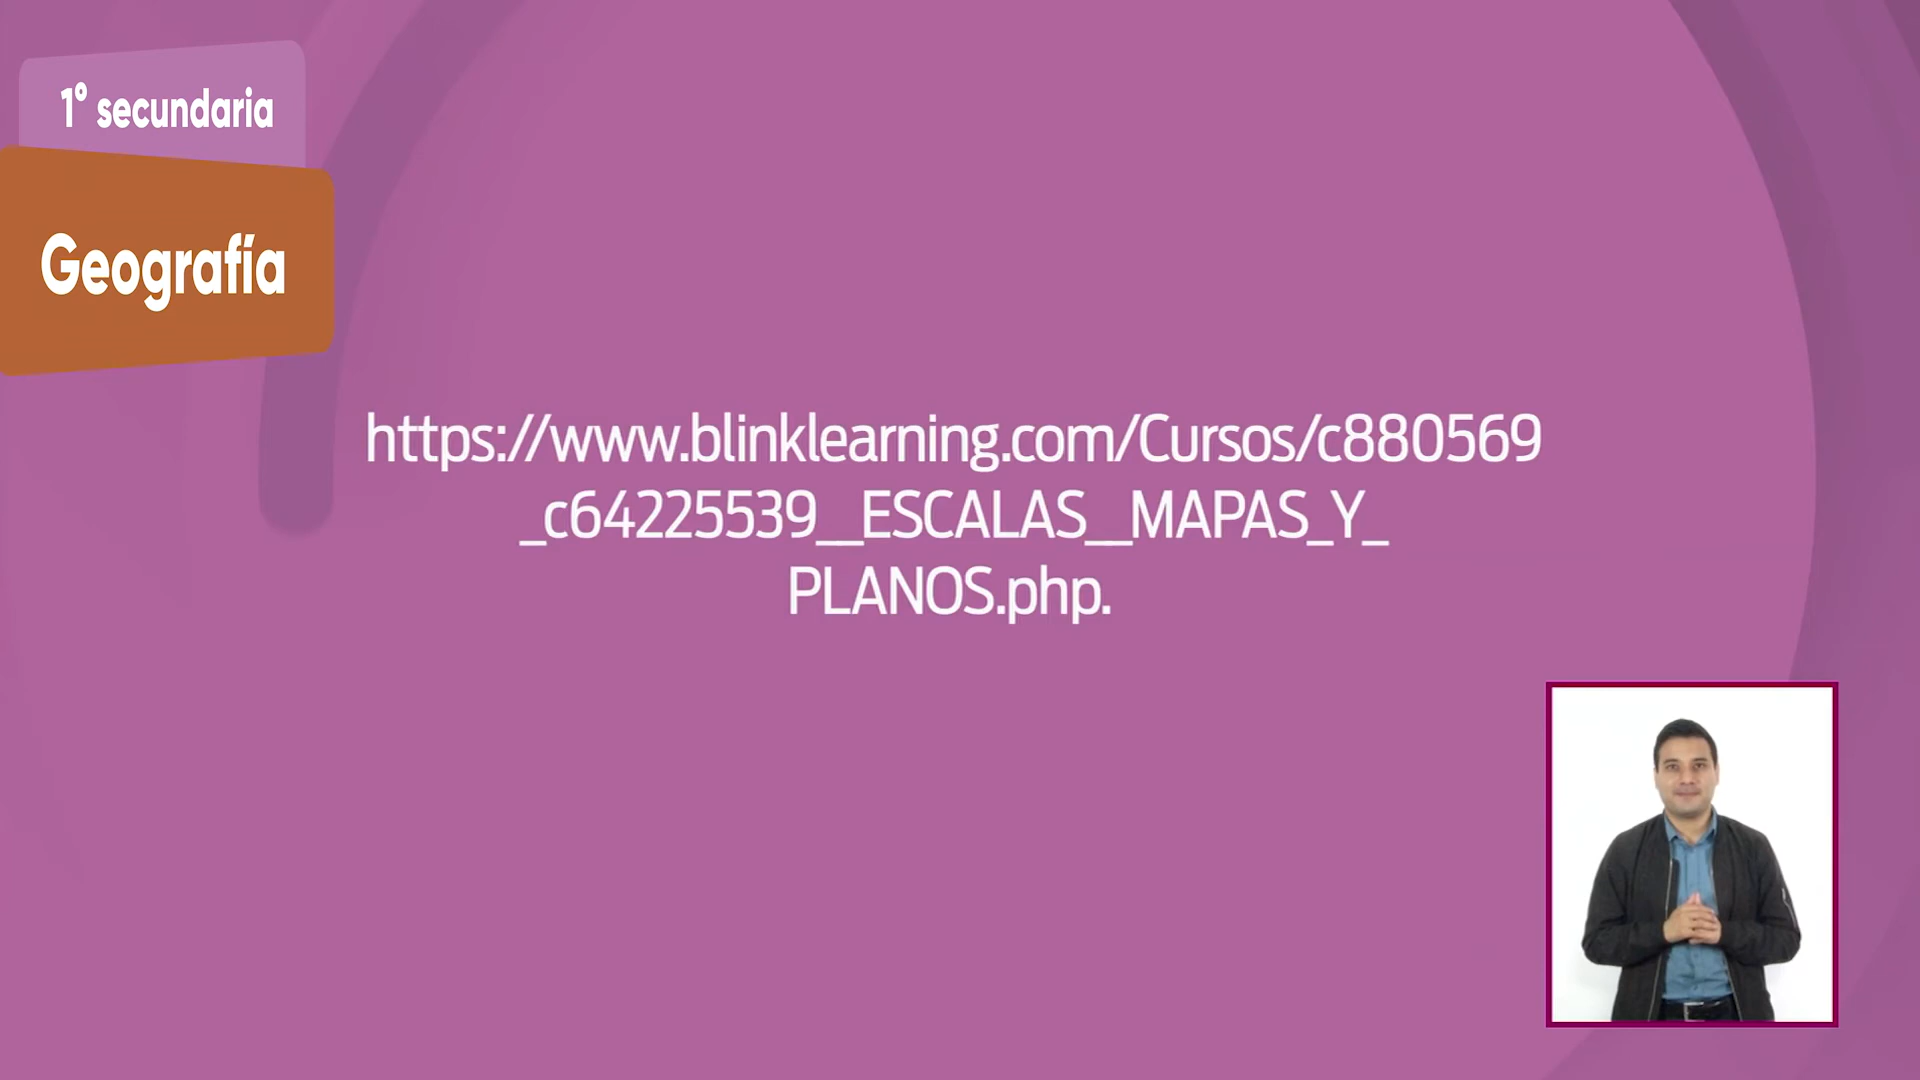 1° secundaria
Geografía
https://www.blinklearning.com/Cursos/c880569
_c64225539__ESCALAS__MAPAS_Y_
PLANOS.php.